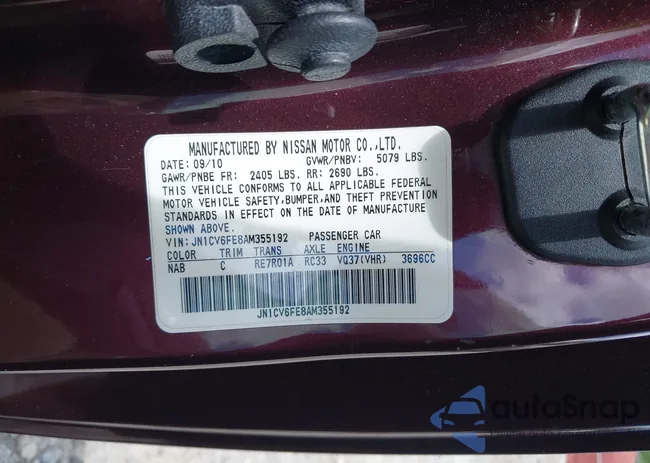 MANUFACTURED BY NISSAN MOTOR CO.,LTD.
DATE: 09/10 GVWR/PNBV: 5079 LBS.
GAWR/PNBE FR: 2405 LBS. RR: 2690 LBS.
THIS VEHICLE CONFORMS TO ALL APPLICABLE FEDERAL
MOTOR VEHICLE SAFETY,BUMPER,AND THEFT PREVENTION
STANDARDS IN EFFECT ON THE DATE OF MANUFACTURE
SHOWN ABOVE.
VIN: JN1CV6FE8AM355192 PASSENGER CAR
COLOR TRIM TRANS AXLE ENGINE
NAB C RE7R01A RC33 VQ37(VHR) 3696CC
JN1CV6FE8AM355192
autoSnap